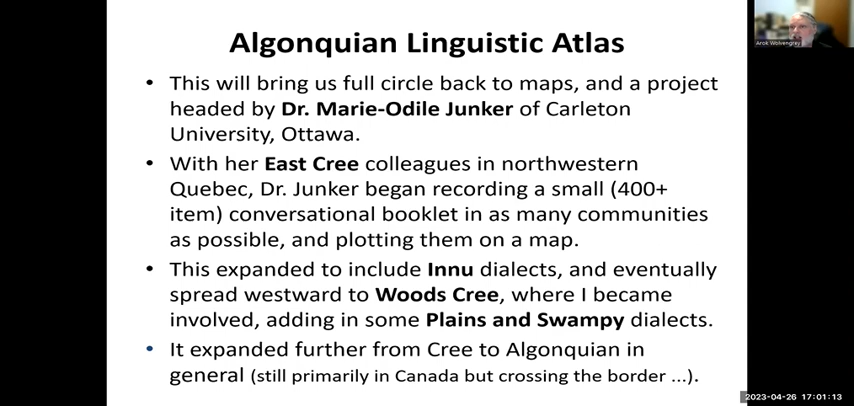 Algonquian Linguistic Atlas
• This will bring us full circle back to maps, and a project
headed by Dr. Marie-Odile Junker of Carleton
University, Ottawa.
• With her East Cree colleagues in northwestern
Quebec, Dr. Junker began recording a small (400+
item) conversational booklet in as many communities
as possible, and plotting them on a map.
• This expanded to include Innu dialects, and eventually
spread westward to Woods Cree, where I became
involved, adding in some Plains and Swampy dialects.
• It expanded further from Cree to Algonquian in
general (still primarily in Canada but crossing the border ...).
Arok Wolvengrey
2023-04-26 17:01:13